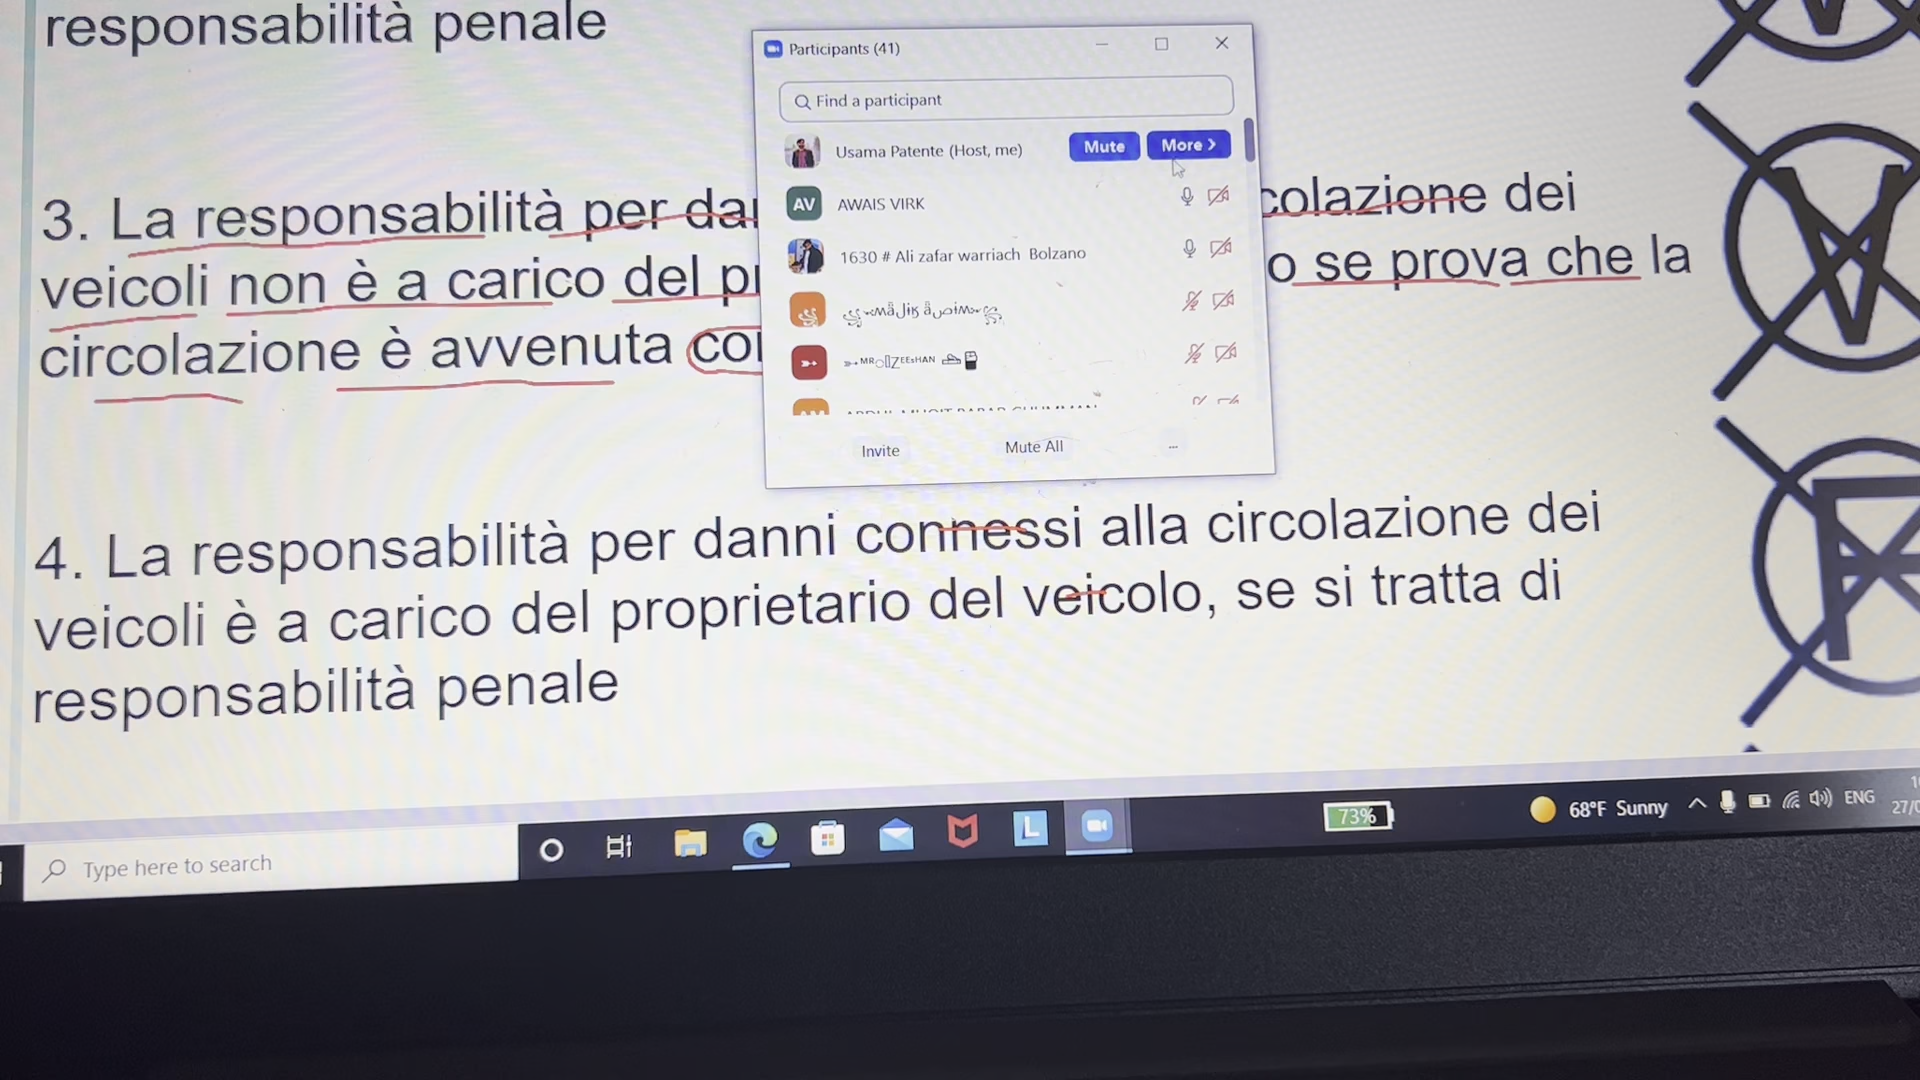 responsabilità penale
Participants (41)
Find a participant
Usama Patente (Host, me)
Mute
More
AV
AWAIS VIRK
1630 # Ali zafar warriach Bolzano
Invite
Mute All
...
3. La responsabilità per colazione dei
veicoli non è a carico del o se prova che la
circolazione è avvenuta
4. La responsabilità per danni connessi alla circolazione dei
veicoli è a carico del proprietario del veicolo, se si tratta di
responsabilità penale
V
F
Type here to search
L
73%
68°F Sunny
ENG